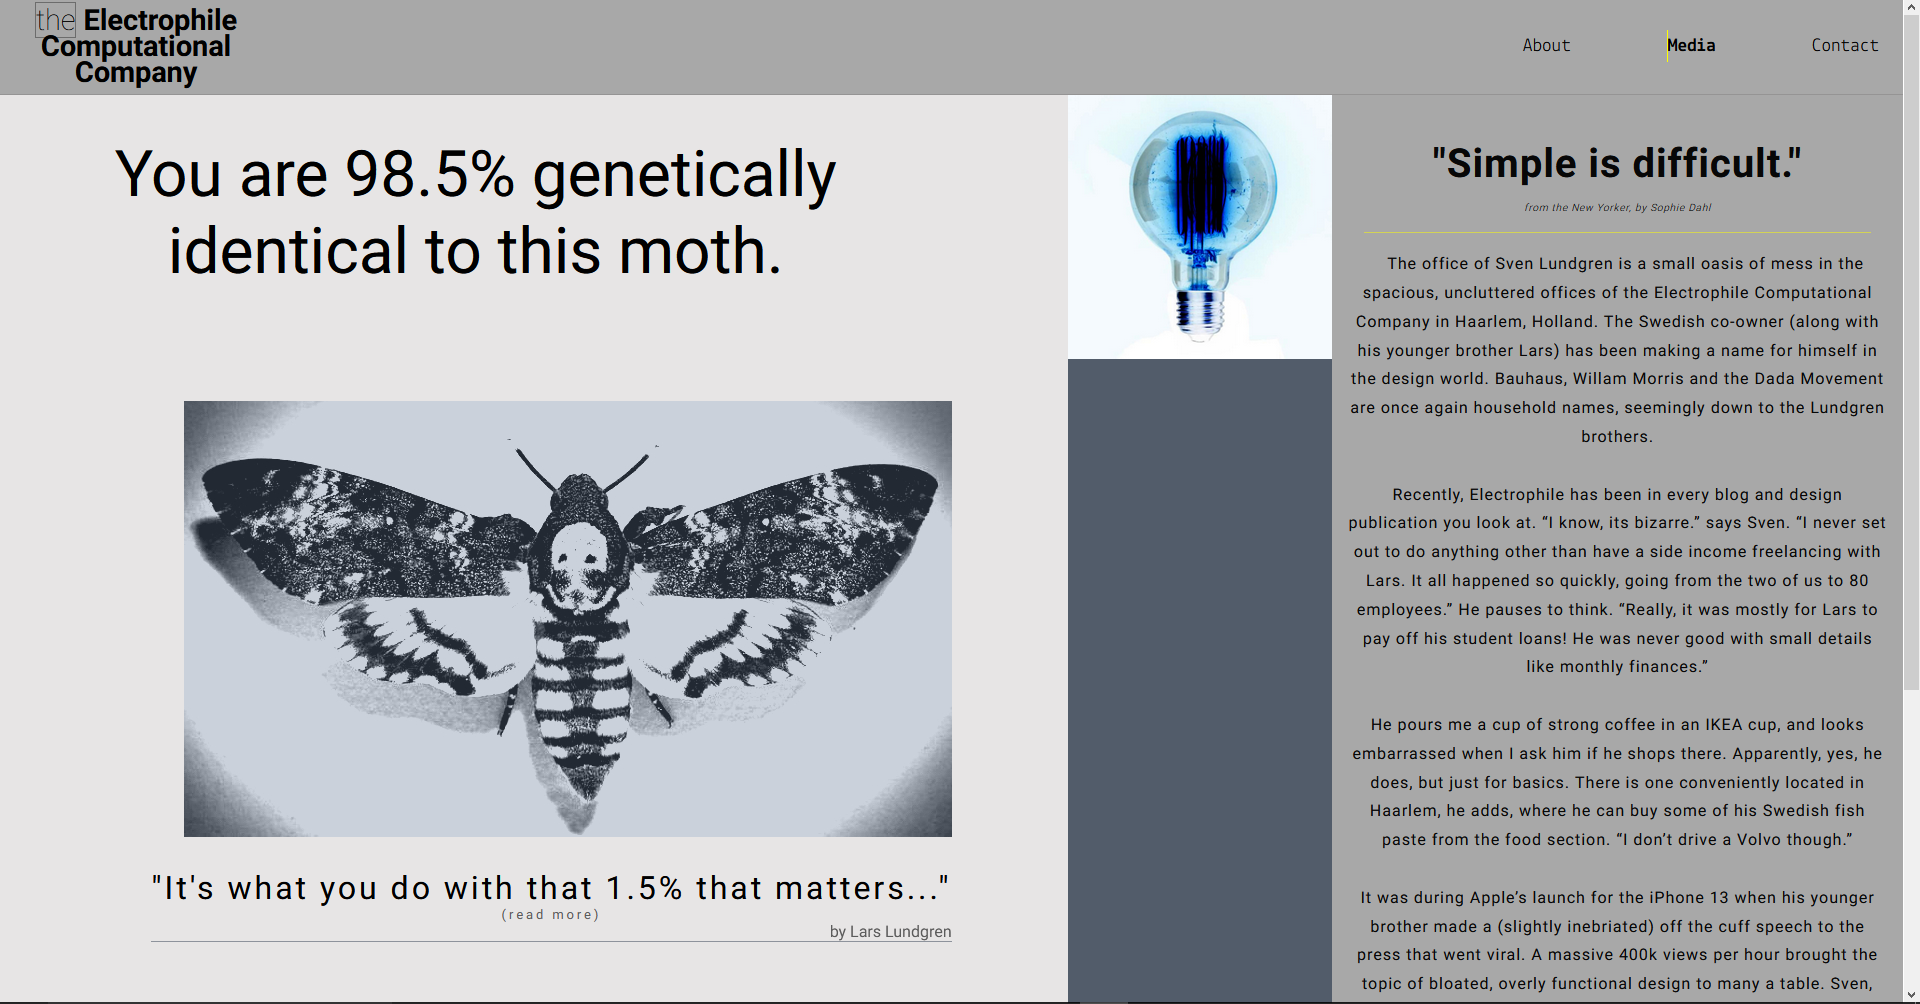 the Electrophile
Computational
Company
About
Media
Contact
You are 98.5% genetically
identical to this moth.
"It's what you do with that 1.5% that matters..."
(read more)
by Lars Lundgren
"Simple is difficult."
from the New Yorker, by Sophie Dahl
The office of Sven Lundgren is a small oasis of mess in the
spacious, uncluttered offices of the Electrophile Computational
Company in Haarlem, Holland. The Swedish co-owner (along with
his younger brother Lars) has been making a name for himself in
the design world. Bauhaus, Willam Morris and the Dada Movement
are once again household names, seemingly down to the Lundgren
brothers.
Recently, Electrophile has been in every blog and design
publication you look at. “I know, its bizarre.” says Sven. “I never set
out to do anything other than have a side income freelancing with
Lars. It all happened so quickly, going from the two of us to 80
employees.” He pauses to think. “Really, it was mostly for Lars to
pay off his student loans! He was never good with small details
like monthly finances.”
He pours me a cup of strong coffee in an IKEA cup, and looks
embarrassed when I ask him if he shops there. Apparently, yes, he
does, but just for basics. There is one conveniently located in
Haarlem, he adds, where he can buy some of his Swedish fish
paste from the food section. “I don’t drive a Volvo though.”
It was during Apple’s launch for the iPhone 13 when his younger
brother made a (slightly inebriated) off the cuff speech to the
press that went viral. A massive 400k views per hour brought the
topic of bloated, overly functional design to many a table. Sven,